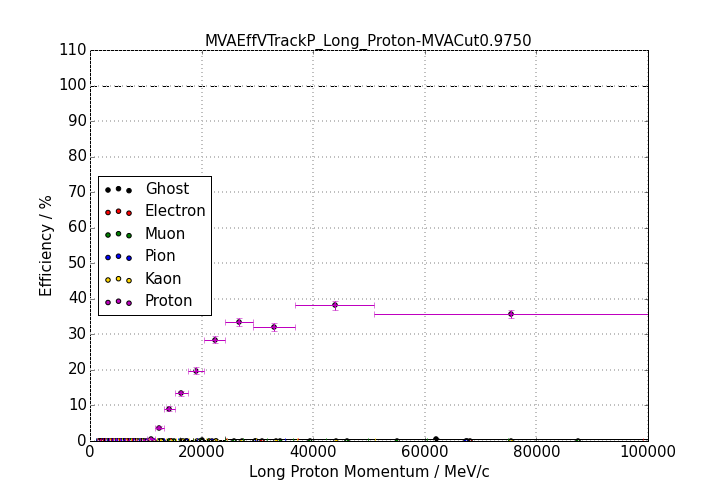 MVAEffVTrackP_Long_Proton-MVACut0.9750
110
100
90
80
70
60
50
40
30
20
10
0
Efficiency / %
Ghost
Electron
Muon
Pion
Kaon
Proton
0 20000 40000 60000 80000 100000
Long Proton Momentum / MeV/c